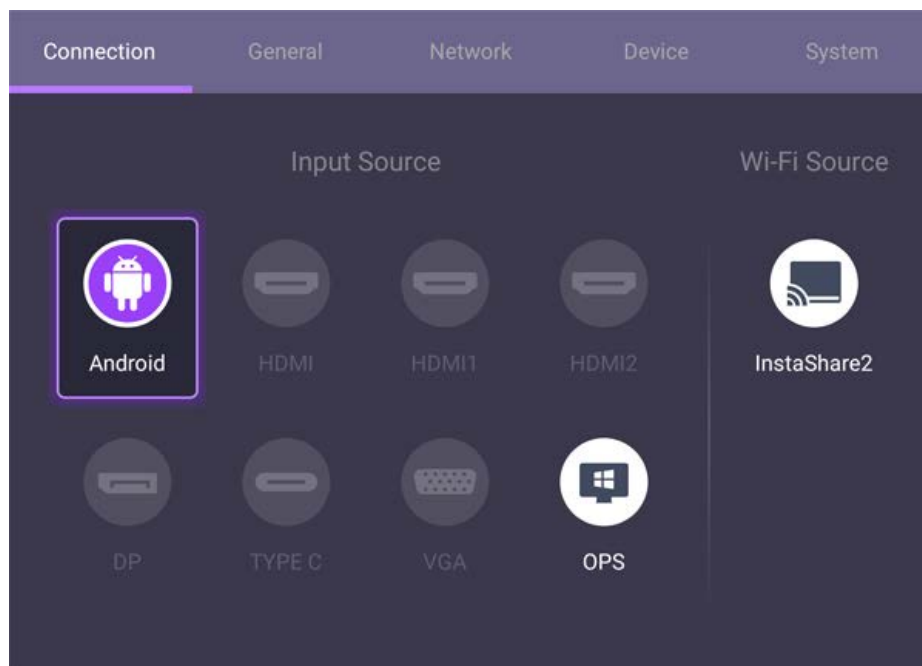 Connection General Network Device System
Input Source Wi-Fi Source
Android HDMI HDMI1 HDMI2 InstaShare2
DP TYPE C VGA OPS